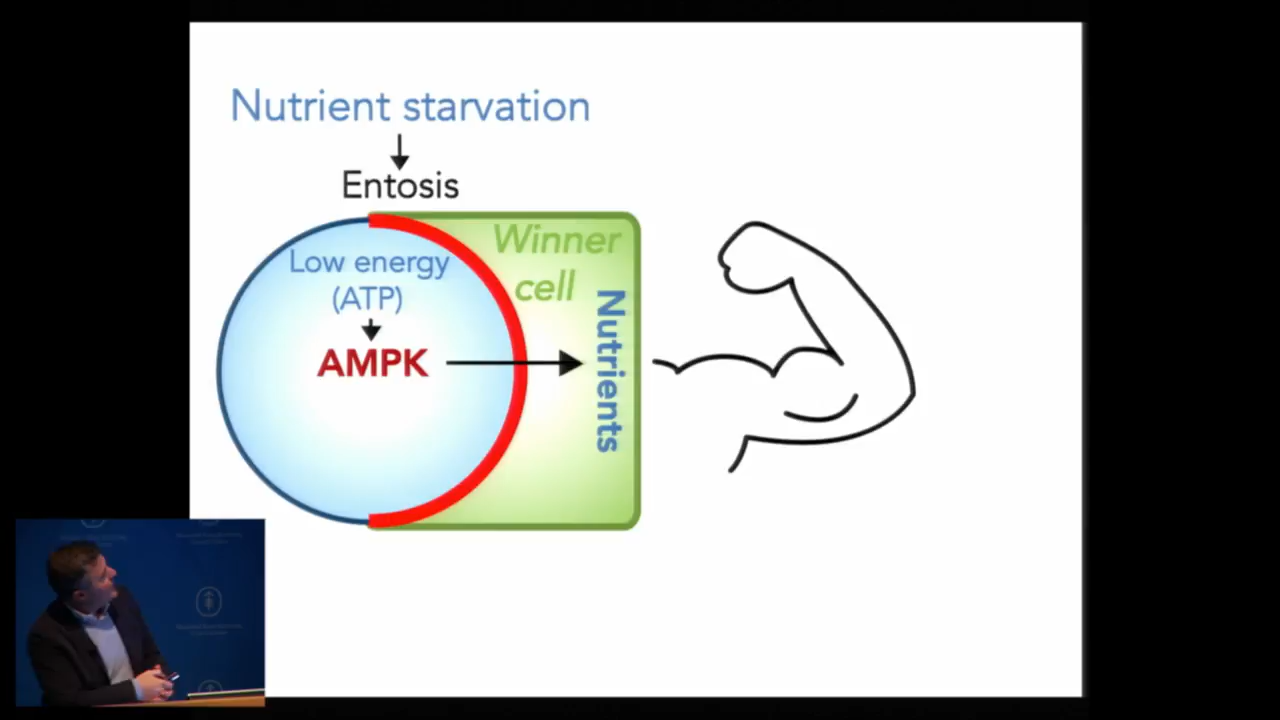 Nutrient starvation
Entosis
Low energy
(ATP)
AMPK
Winner
cell
Nutrients